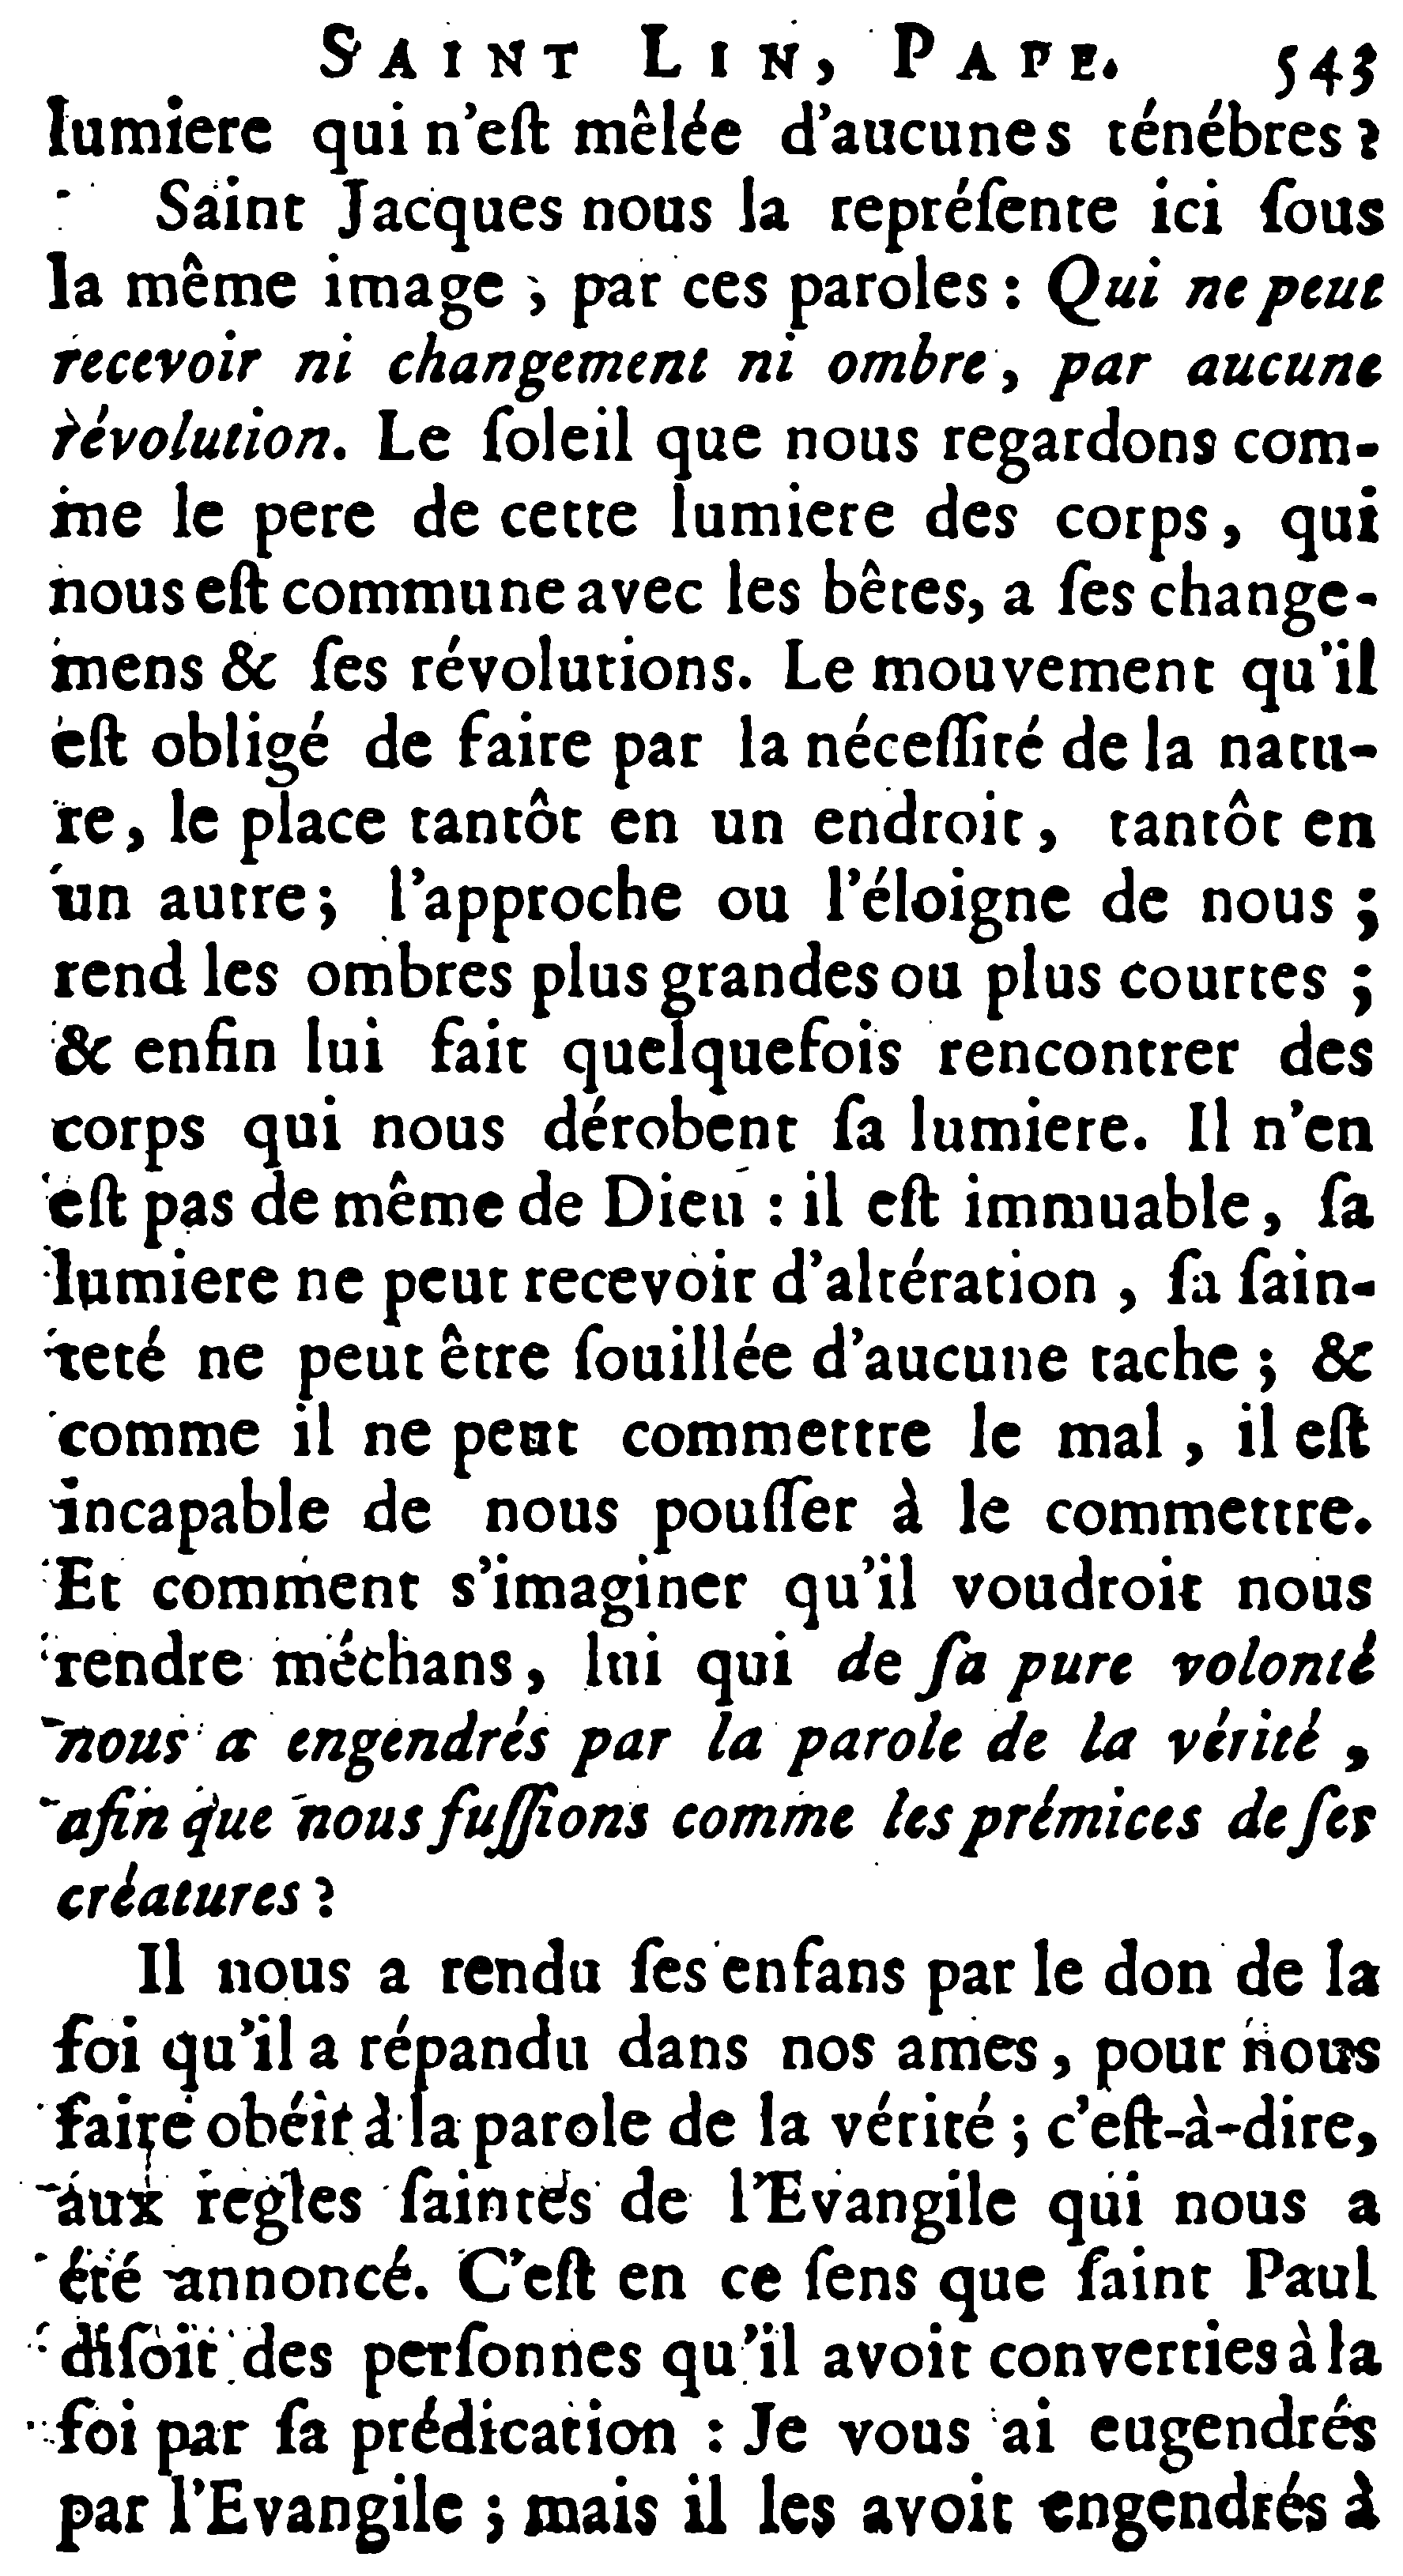 SAINT LIN, PAPE. 543
lumiere qui n'eſt mêlée d'aucunes ténébres?
Saint Jacques nous la repréſente ici ſous
la même image, par ces paroles : Qui ne peut
recevoir ni changement ni ombre, par aucune
révolution. Le ſoleil que nous regardons com-
me le pere de cette lumiere des corps, qui
nous eſt commune avec les bêtes, a ſes change-
mens & ſes révolutions. Le mouvement qu'il
eſt obligé de faire par la néceſſité de la natu-
re, le place tantôt en un endroit, tantôt en
un autre; l'approche ou l'éloigne de nous ;
rend les ombres plus grandes ou plus courtes ;
& enfin lui fait quelquefois rencontrer des
corps qui nous dérobent ſa lumiere. Il n'en
eſt pas de même de Dieu : il eſt immuable, ſa
lumiere ne peut recevoir d'altération , ſa ſain-
teté ne peut être ſouillée d'aucune tache ; &
comme il ne peut commettre le mal , il eſt
incapable de nous pouſſer à le commettre.
Et comment s'imaginer qu'il voudroit nous
rendre méchans, lui qui de ſa pure volonté
nous a engendrés par la parole de la vérité ,
afin que nous fuſſions comme les prémices de ſes
créatures ?
Il nous a rendu ſes enfans par le don de la
foi qu'il a répandu dans nos ames, pour nous
faire obéir à la parole de la vérité ; c'eſt-à-dire,
aux regles ſaintes de l'Evangile qui nous a
été annoncé. C'eſt en ce ſens que ſaint Paul
diſoit des perſonnes qu'il avoit converties à la
foi par ſa prédication : Je vous ai eugendrés
par l'Evangile ; mais il les avoit engendrés à